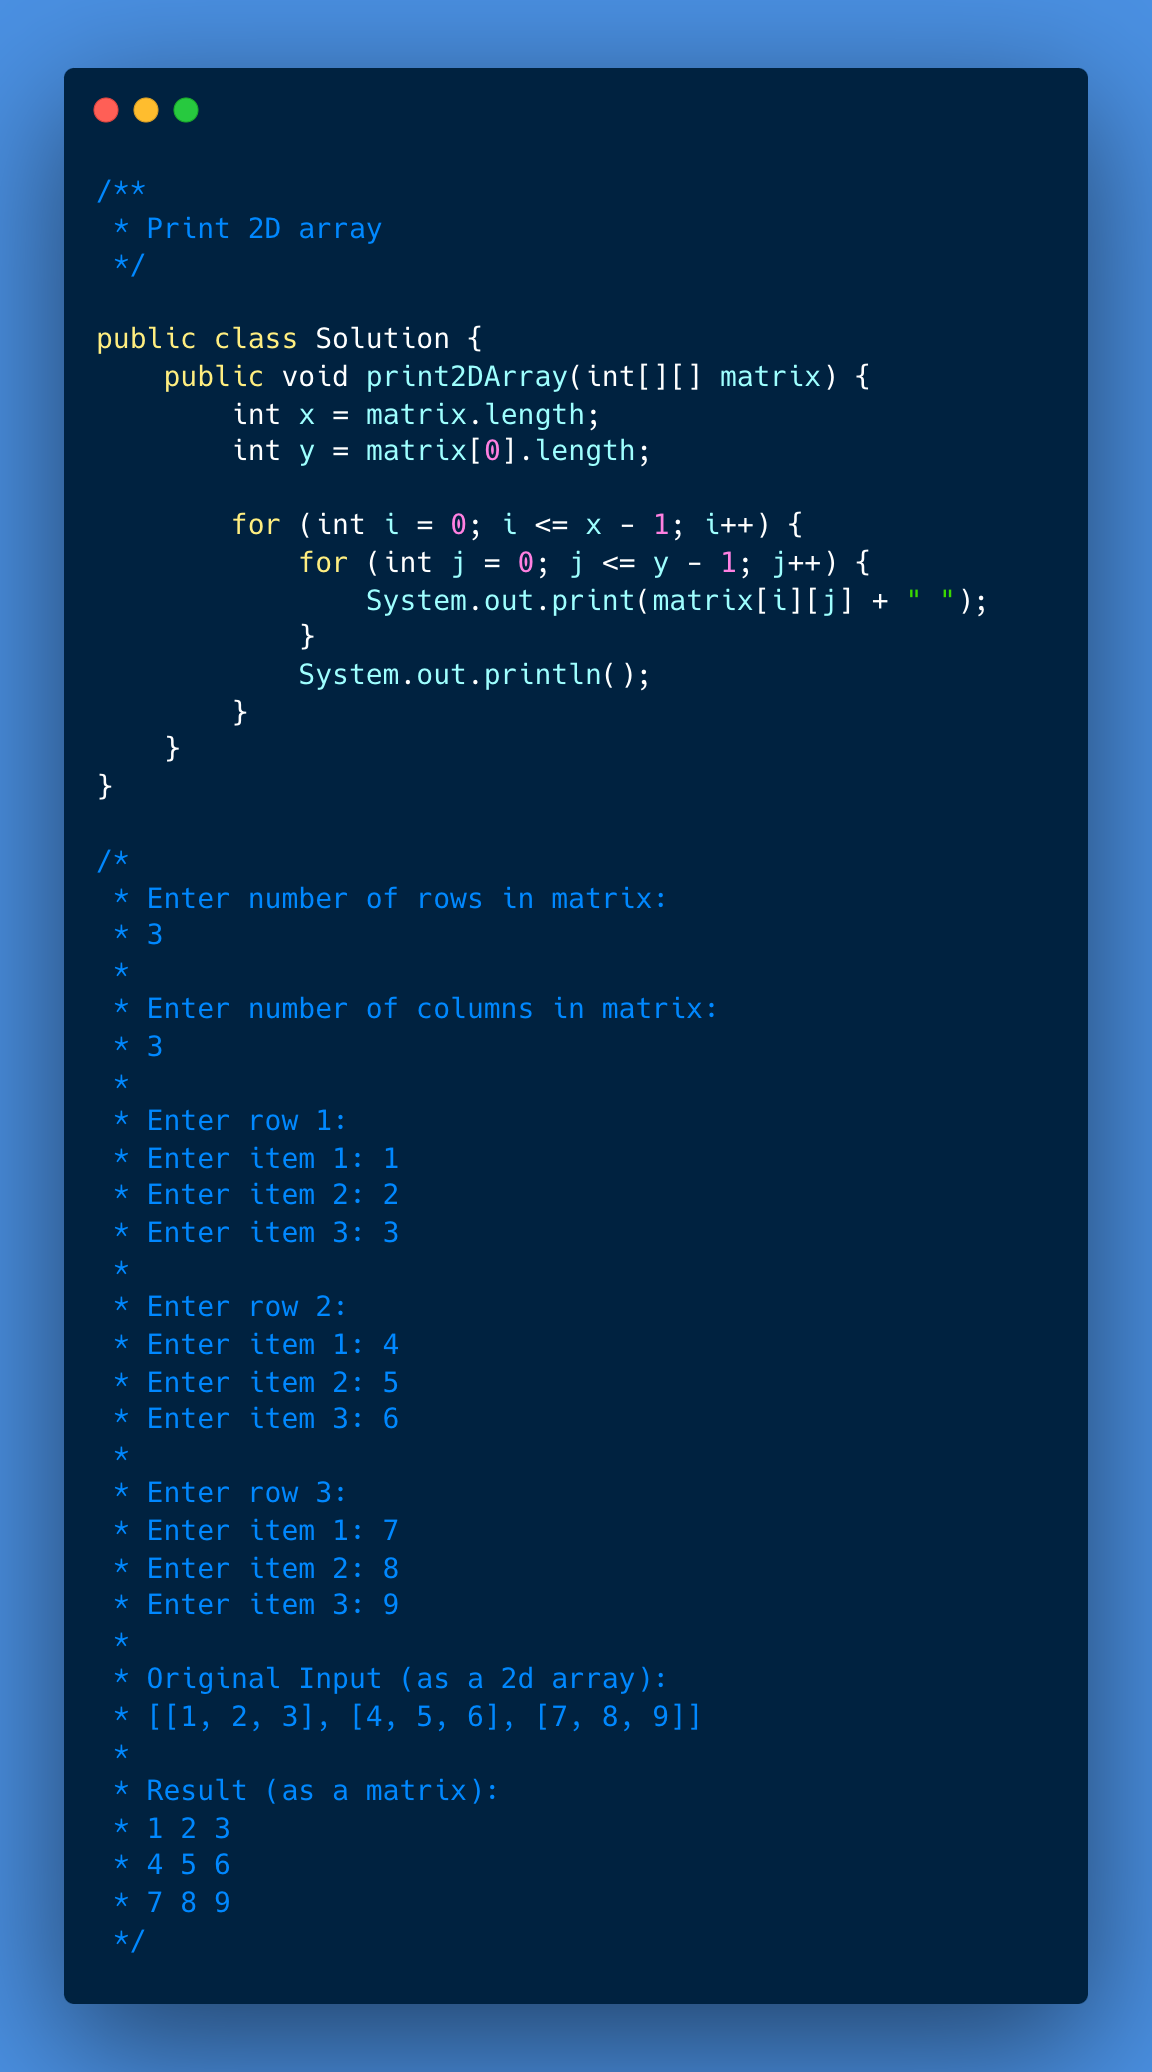 /**
 * Print 2D array
 */

public class Solution {
    public void print2DArray(int[][] matrix) {
        int x = matrix.length;
        int y = matrix[0].length;

        for (int i = 0; i <= x - 1; i++) {
            for (int j = 0; j <= y - 1; j++) {
                System.out.print(matrix[i][j] + " ");
            }
            System.out.println();
        }
    }
}

/*
 * Enter number of rows in matrix:
 * 3
 *
 * Enter number of columns in matrix:
 * 3
 *
 * Enter row 1:
 * Enter item 1: 1
 * Enter item 2: 2
 * Enter item 3: 3
 *
 * Enter row 2:
 * Enter item 1: 4
 * Enter item 2: 5
 * Enter item 3: 6
 *
 * Enter row 3:
 * Enter item 1: 7
 * Enter item 2: 8
 * Enter item 3: 9
 *
 * Original Input (as a 2d array):
 * [[1, 2, 3], [4, 5, 6], [7, 8, 9]]
 *
 * Result (as a matrix):
 * 1 2 3
 * 4 5 6
 * 7 8 9
 */